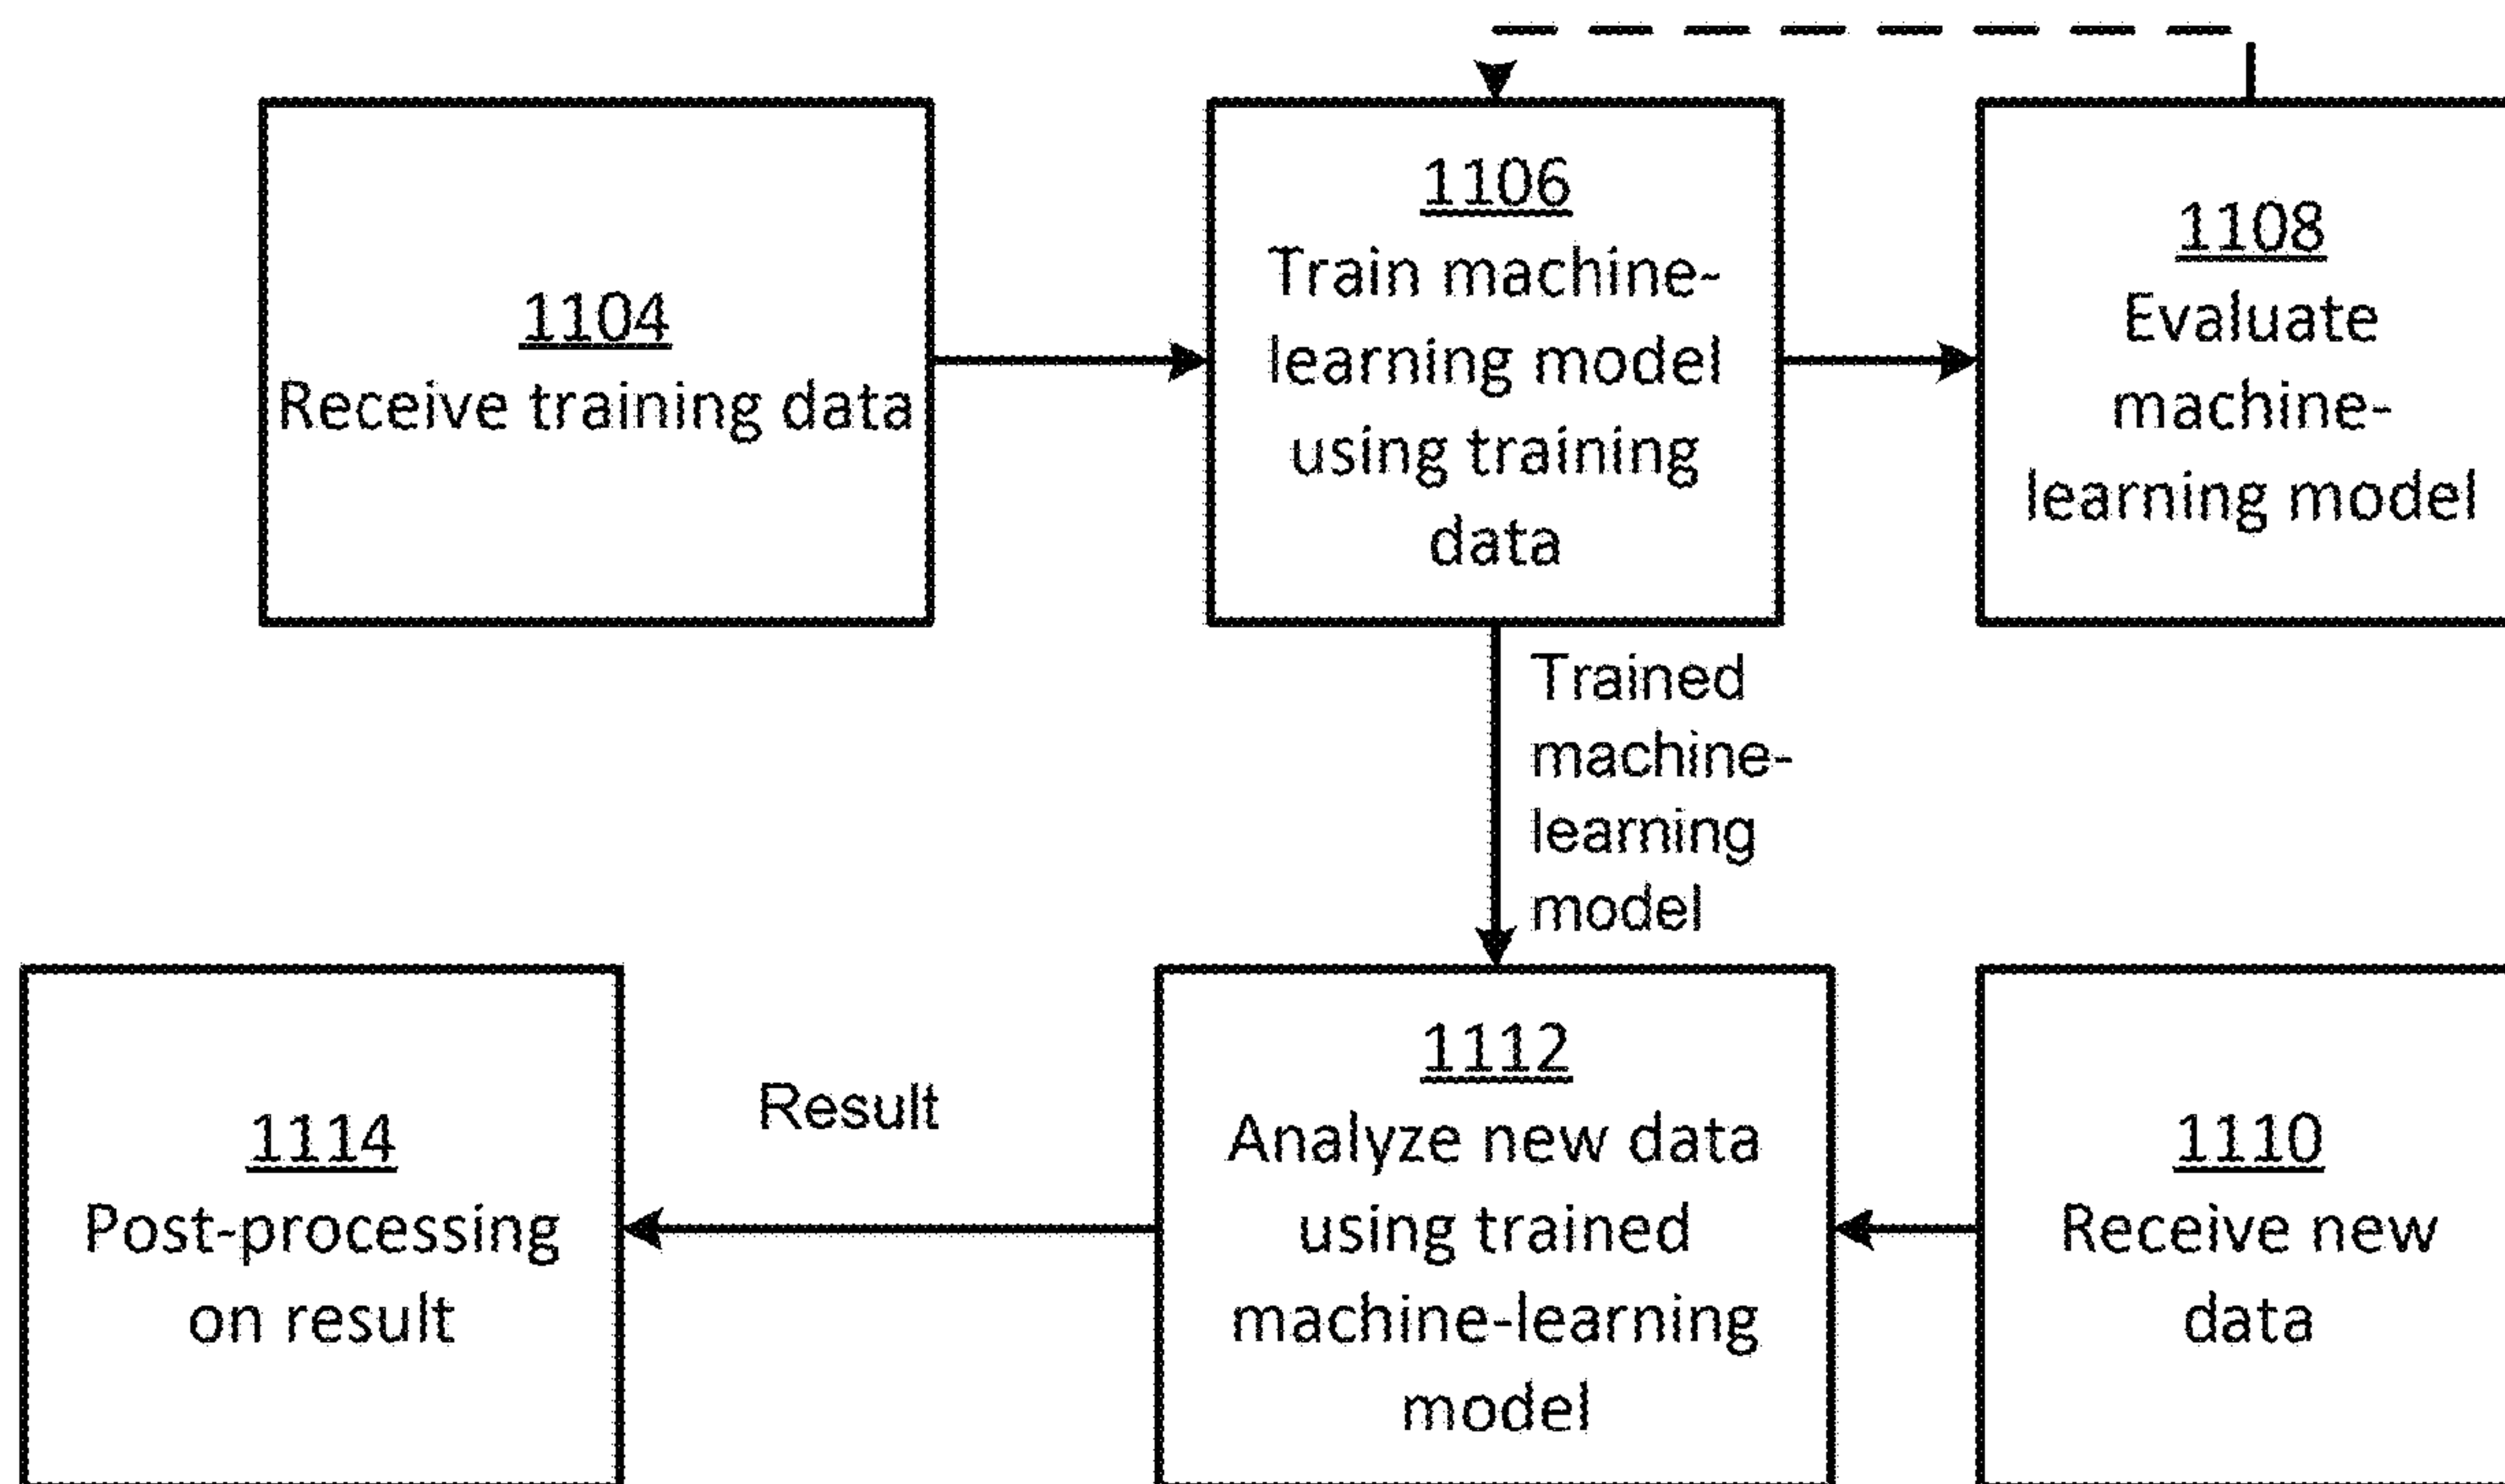 1104
Receive training data
1106
Train machine-
learning model
using training
data
1108
Evaluate
machine-
learning model
Trained
machine-
learning
model
1114
Post-processing
on result
Result
1112
Analyze new data
using trained
machine-learning
model
1110
Receive new
data